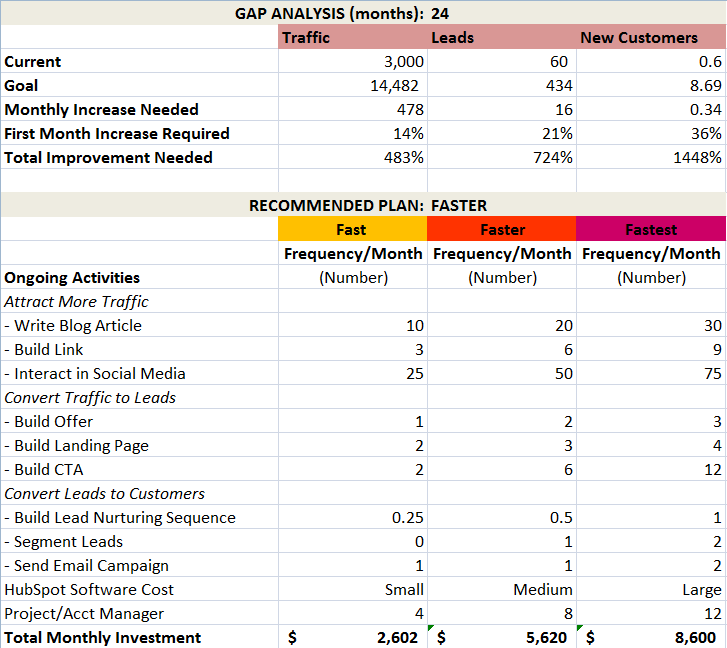 GAP ANALYSIS (months): 24
Traffic Leads New Customers
Current 3,000 60 0.6
Goal 14,482 434 8.69
Monthly Increase Needed 478 16 0.34
First Month Increase Required 14% 21% 36%
Total Improvement Needed 483% 724% 1448%
RECOMMENDED PLAN: FASTER
Fast Faster Fastest
Frequency/Month Frequency/Month Frequency/Month
Ongoing Activities (Number) (Number) (Number)
Attract More Traffic
- Write Blog Article 10 20 30
- Build Link 3 6 9
- Interact in Social Media 25 50 75
Convert Traffic to Leads
- Build Offer 1 2 3
- Build Landing Page 2 3 4
- Build CTA 2 6 12
Convert Leads to Customers
- Build Lead Nurturing Sequence 0.25 0.5 1
- Segment Leads 0 1 2
- Send Email Campaign 1 1 2
HubSpot Software Cost Small Medium Large
Project/Acct Manager 4 8 12
Total Monthly Investment $ 2,602 $ 5,620 $ 8,600